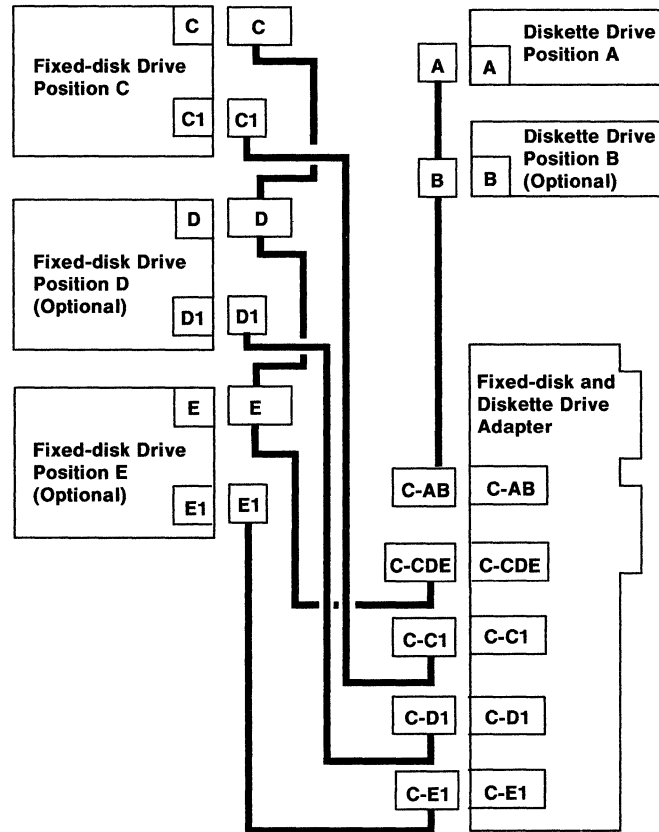 C
C
Fixed-disk Drive
Position C
C1
C1
D
D
Fixed-disk Drive
Position D
(Optional)
D1
D1
E
E
Fixed-disk Drive
Position E
(Optional)
E1
E1
Diskette Drive
Position A
A
A
Diskette Drive
Position B
(Optional)
B
B
Fixed-disk and
Diskette Drive
Adapter
C-AB
C-AB
C-CDE
C-CDE
C-C1
C-C1
C-D1
C-D1
C-E1
C-E1